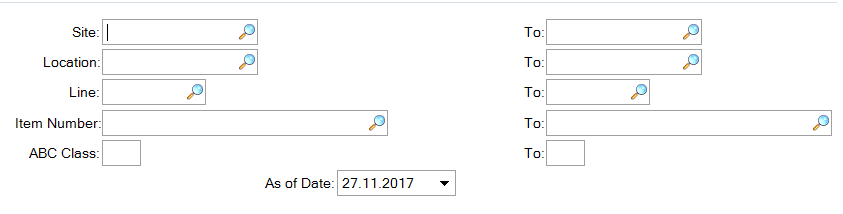 Site: To:
Location: To:
Line: To:
Item Number: To:
ABC Class: To:
As of Date: 27.11.2017